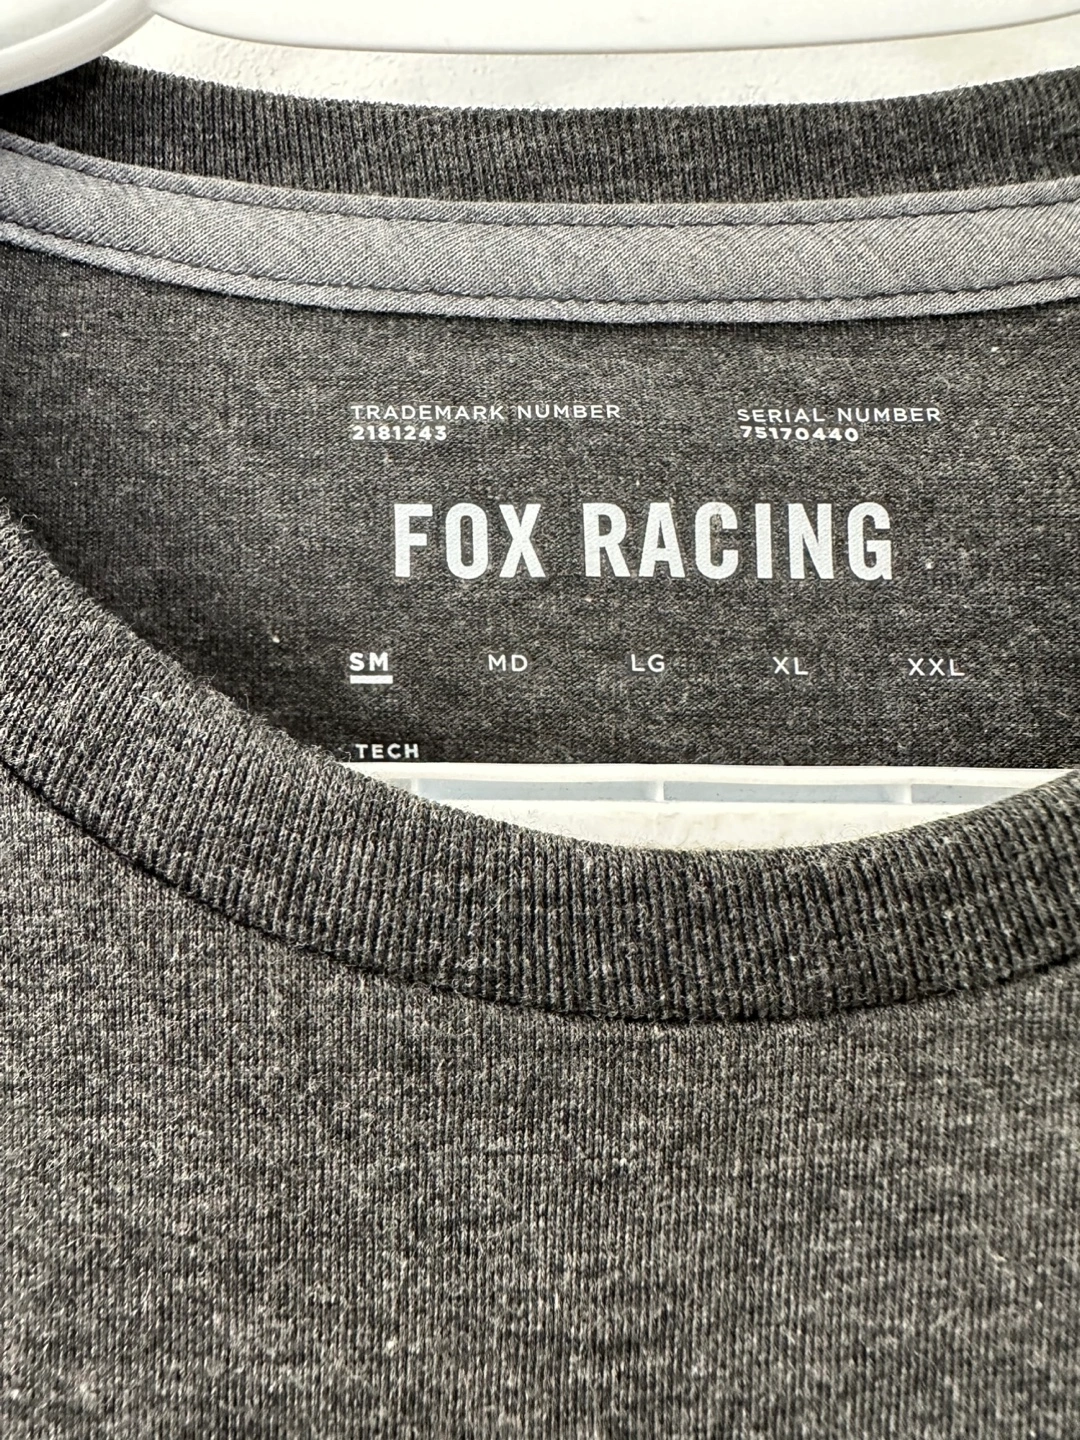 TRADEMARK NUMBER SERIAL NUMBER
2181243 75170440
FOX RACING
SM MD LG XL XXL
TECH